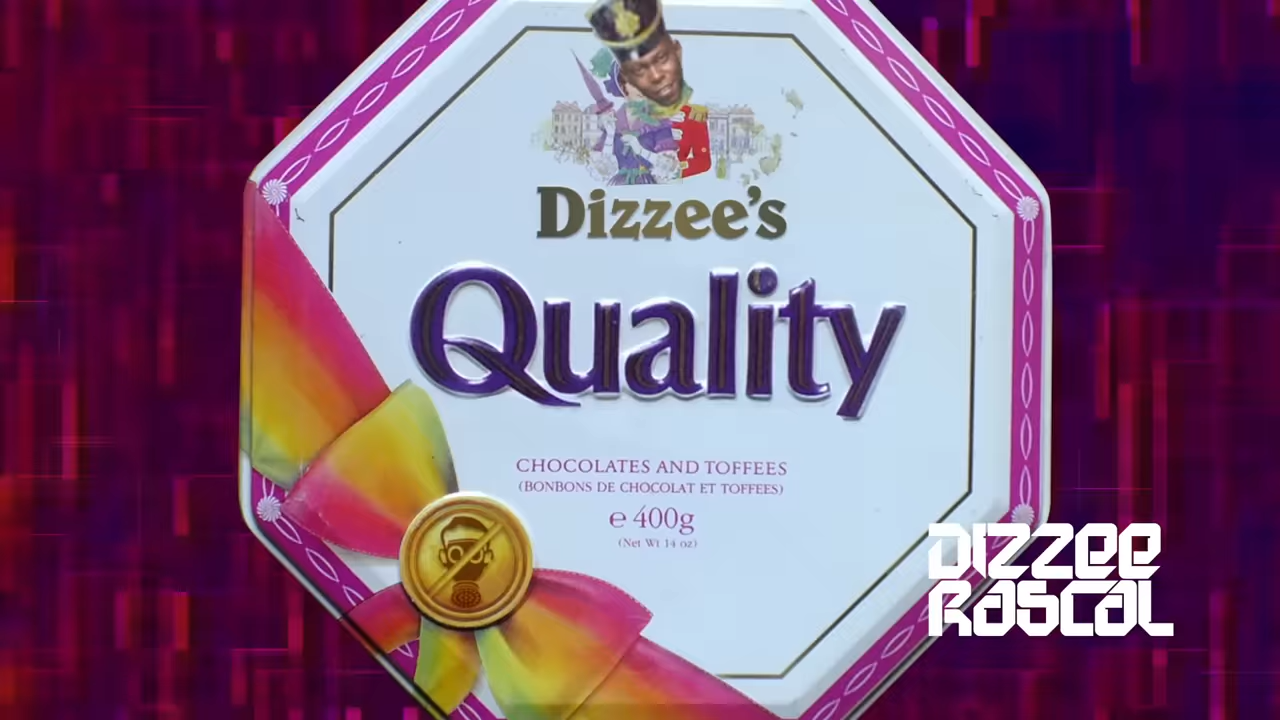 Dizzee's
Quality
CHOCOLATES AND TOFFEES
(BONBONS DE CHOCOLAT ET TOFFEES)
e 400g
(Net Wt 14 oz)
DIZZEE
RASCAL